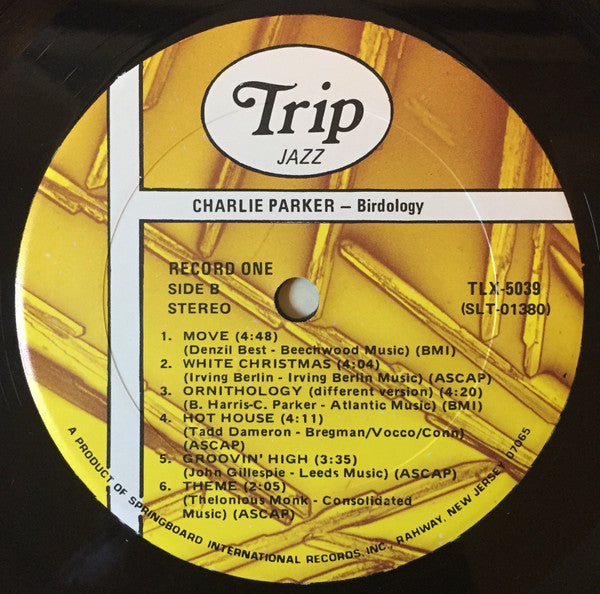 Trip
JAZZ
CHARLIE PARKER – Birdology
RECORD ONE
SIDE B
STEREO
TLX-5039
(SLT-01380)
1. MOVE (4:48)
(Denzil Best - Beechwood Music) (BMI)
2. WHITE CHRISTMAS (4:04)
(Irving Berlin - Irving Berlin Music) (ASCAP)
3. ORNITHOLOGY (different version) (4:20)
(B. Harris-C. Parker - Atlantic Music) (BMI)
4. HOT HOUSE (4:11)
(Tadd Dameron - Bregman/Vocco/Conn)
(ASCAP)
5. GROOVIN' HIGH (3:35)
(John Gillespie - Leeds Music) (ASCAP)
6. THEME (2:05)
(Thelonious Monk - Consolidated
Music) (ASCAP)
A PRODUCT OF SPRINGBOARD INTERNATIONAL RECORDS, INC., RAHWAY, NEW JERSEY 07065